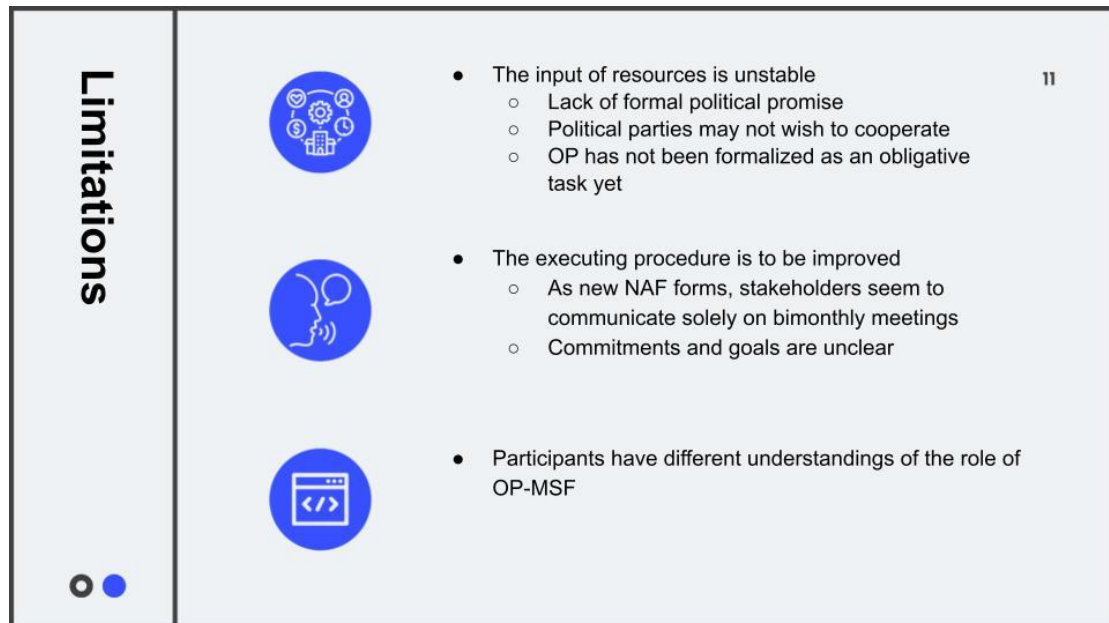 Limitations
11
● The input of resources is unstable
○ Lack of formal political promise
○ Political parties may not wish to cooperate
○ OP has not been formalized as an obligative
task yet
● The executing procedure is to be improved
○ As new NAF forms, stakeholders seem to
communicate solely on bimonthly meetings
○ Commitments and goals are unclear
● Participants have different understandings of the role of
OP-MSF